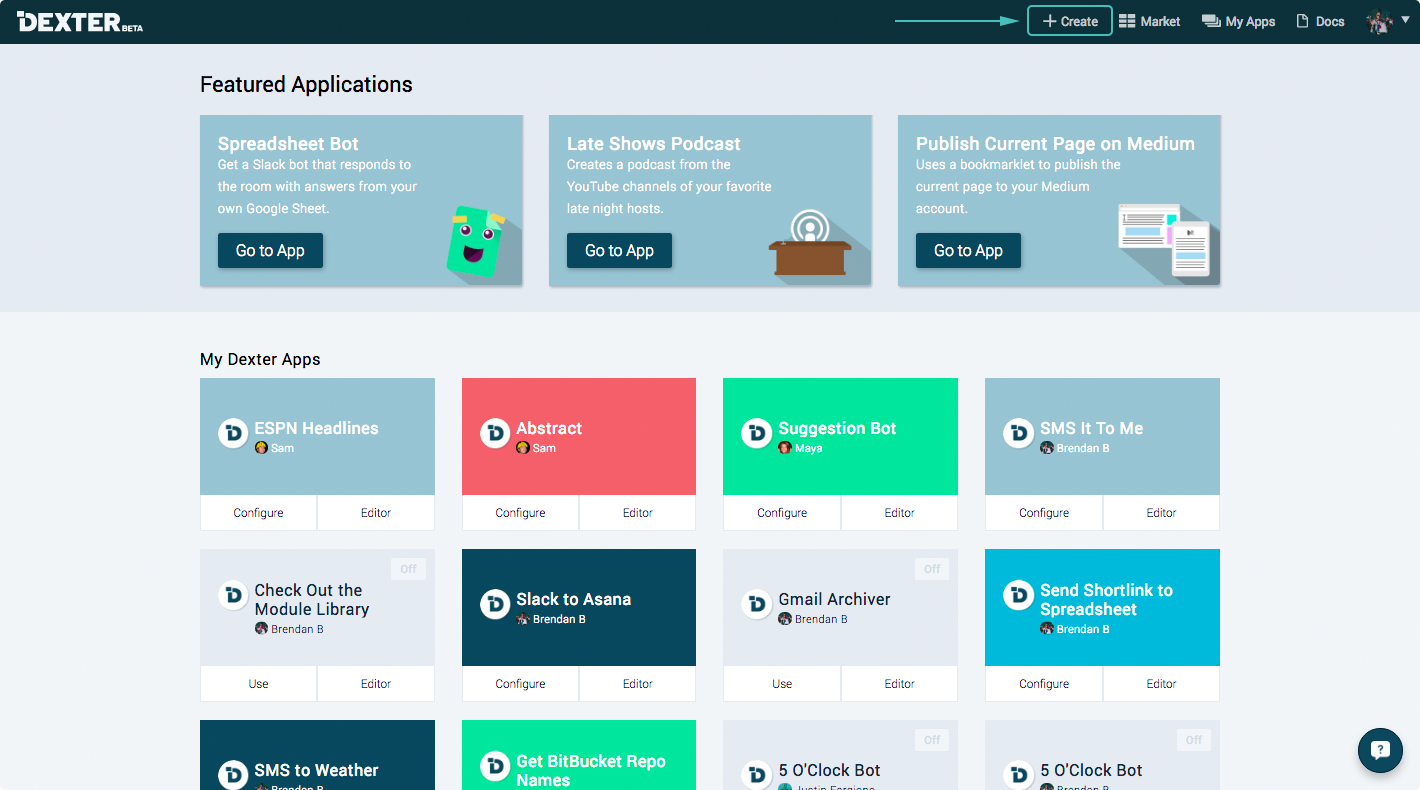 DEXTER BETA
Create
Market
My Apps
Docs
Featured Applications
Spreadsheet Bot
Get a Slack bot that responds to
the room with answers from your
own Google Sheet.
Go to App
Late Shows Podcast
Creates a podcast from the
YouTube channels of your favorite
late night hosts.
Go to App
Publish Current Page on Medium
Uses a bookmarklet to publish the
current page to your Medium
account.
Go to App
My Dexter Apps
ESPN Headlines
Sam
Configure
Editor
Abstract
Sam
Configure
Editor
Suggestion Bot
Maya
Configure
Editor
SMS It To Me
Brendan B
Configure
Editor
Off
Check Out the
Module Library
Brendan B
Use
Editor
Slack to Asana
Brendan B
Configure
Editor
Off
Gmail Archiver
Brendan B
Use
Editor
Send Shortlink to
Spreadsheet
Brendan B
Configure
Editor
SMS to Weather
Brendan B
Get BitBucket Repo
Names
Off
5 O'Clock Bot
Justin
Off
5 O'Clock Bot
Brendan B
?